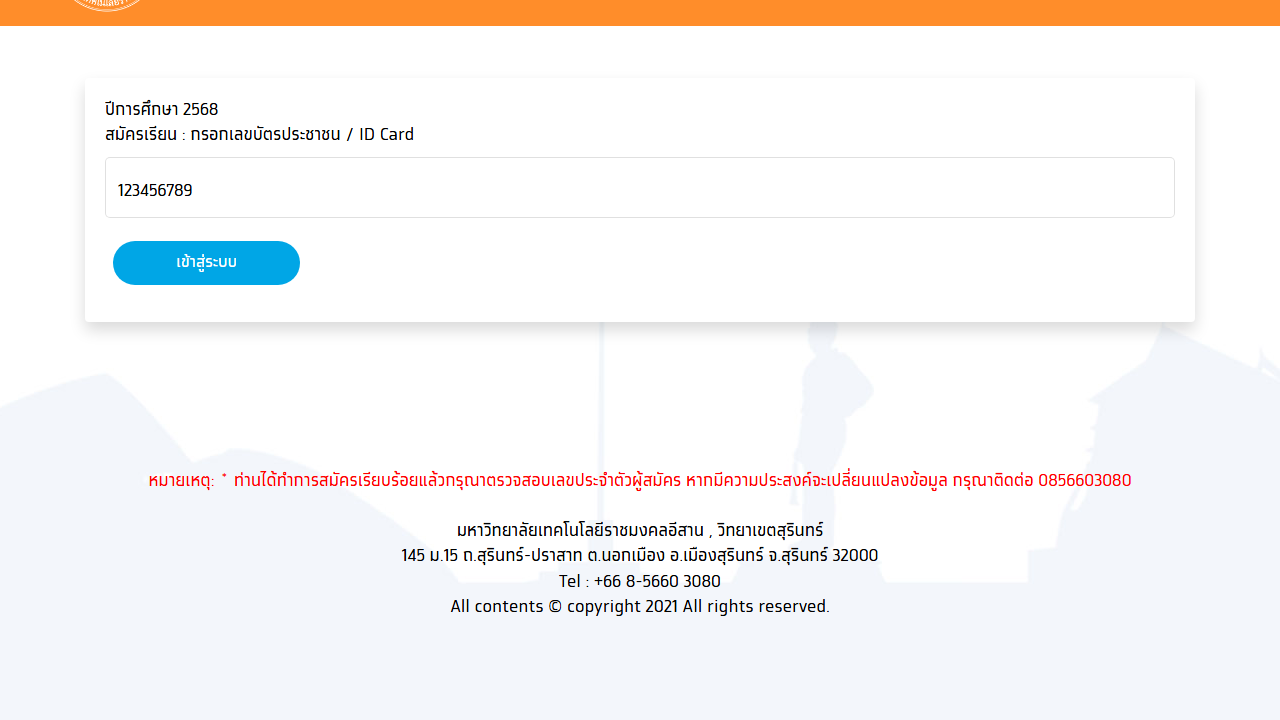 ปีการศึกษา 2568
สมัครเรียน : กรอกเลขบัตรประชาชน / ID Card
123456789
เข้าสู่ระบบ
หมายเหตุ: * ท่านได้ทำการสมัครเรียบร้อยแล้วกรุณาตรวจสอบเลขประจำตัวผู้สมัคร หากมีความประสงค์จะเปลี่ยนแปลงข้อมูล กรุณาติดต่อ 0856603080
มหาวิทยาลัยเทคโนโลยีราชมงคลอีสาน , วิทยาเขตสุรินทร์
145 ม.15 ถ.สุรินทร์-ปราสาท ต.นอกเมือง อ.เมืองสุรินทร์ จ.สุรินทร์ 32000
Tel : +66 8-5660 3080
All contents © copyright 2021 All rights reserved.